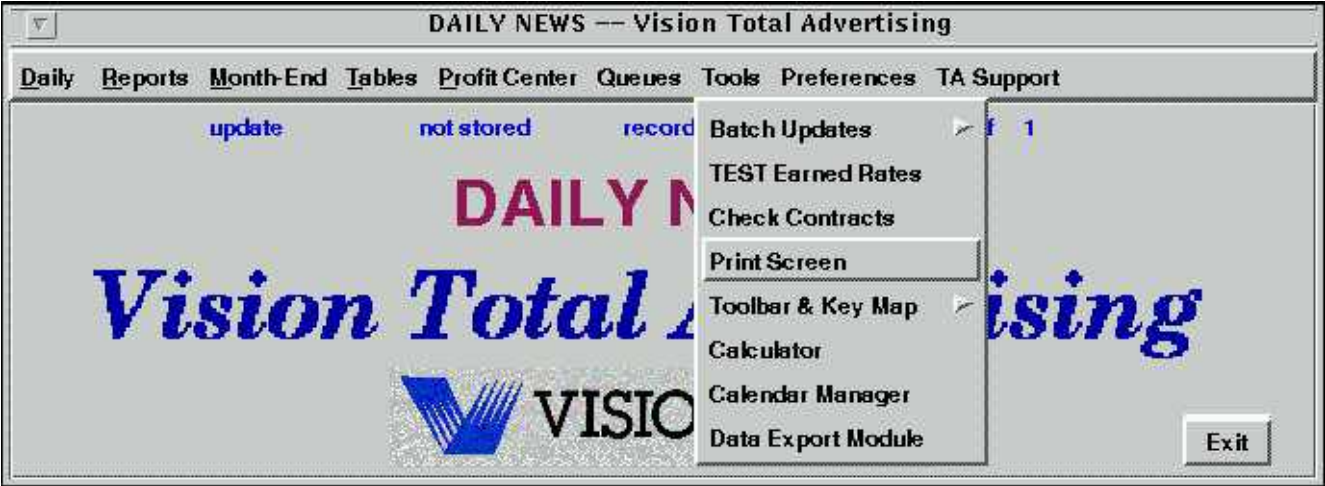 DAILY NEWS -- Vision Total Advertising
Daily Reports Month-End Tables Profit Center Queues Tools Preferences TA Support
update not stored record f 1
Batch Updates
TEST Earned Rates
DAILY N
Check Contracts
Print Screen
Vision Total A ising
Toolbar & Key Map
Calculator
Calendar Manager
VISIO
Data Export Module
Exit